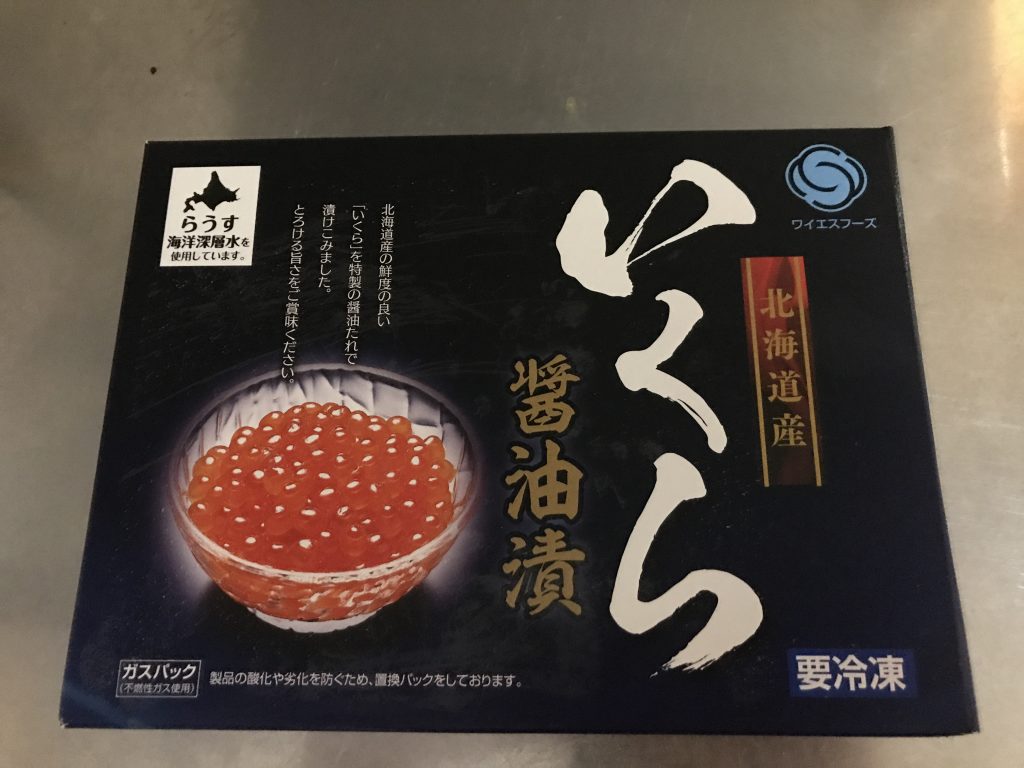 いくら
醤油漬
ワイエスフーズ
北海道産
北海道産の鮮度の良い
「いくら」を特製の醤油たれで
漬けこみました。
とろける旨さをご賞味ください。
らうす
海洋深層水を
使用しています。
ガスパック
(不燃性ガス使用)
製品の酸化や劣化を防ぐため、置換パックをしております。
要冷凍